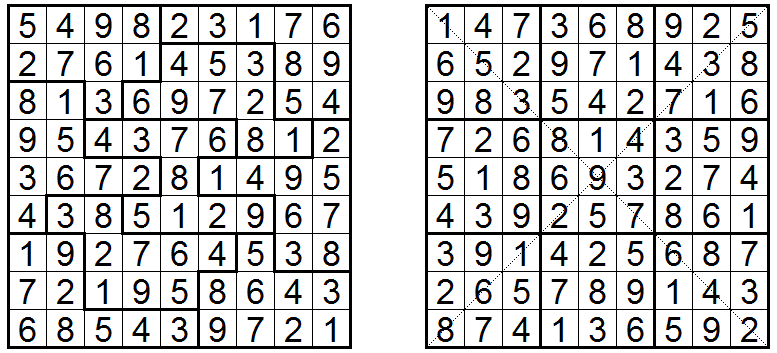 5 4 9 8 2 3 1 7 6
2 7 6 1 4 5 3 8 9
8 1 3 6 9 7 2 5 4
9 5 4 3 7 6 8 1 2
3 6 7 2 8 1 4 9 5
4 3 8 5 1 2 9 6 7
1 9 2 7 6 4 5 3 8
7 2 1 9 5 8 6 4 3
6 8 5 4 3 9 7 2 1
1 4 7 3 6 8 9 2 5
6 5 2 9 7 1 4 3 8
9 8 3 5 4 2 7 1 6
7 2 6 8 1 4 3 5 9
5 1 8 6 9 3 2 7 4
4 3 9 2 5 7 8 6 1
3 9 1 4 2 5 6 8 7
2 6 5 7 8 9 1 4 3
8 7 4 1 3 6 5 9 2